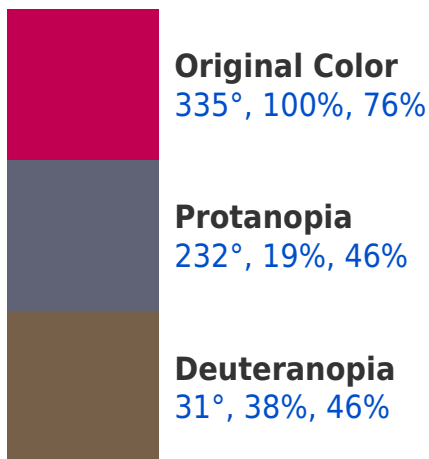 Original Color
335°, 100%, 76%
Protanopia
232°, 19%, 46%
Deuteranopia
31°, 38%, 46%